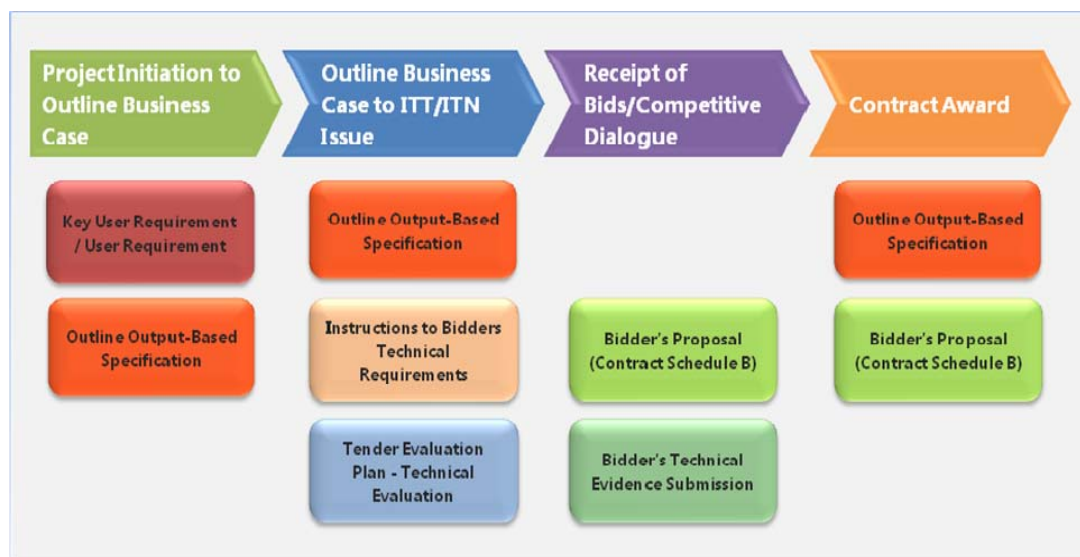 Project Initiation to
Outline Business
Case
Outline Business
Case to ITT/ITN
Issue
Receipt of
Bids/Competitive
Dialogue
Contract Award
Key User Requirement
/ User Requirement
Outline Output-Based
Specification
Outline Output-Based
Specification
Outline Output-Based
Specification
Instructions to Bidders
Technical
Requirements
Bidder's Proposal
(Contract Schedule B)
Bidder's Proposal
(Contract Schedule B)
Tender Evaluation
Plan - Technical
Evaluation
Bidder's Technical
Evidence Submission